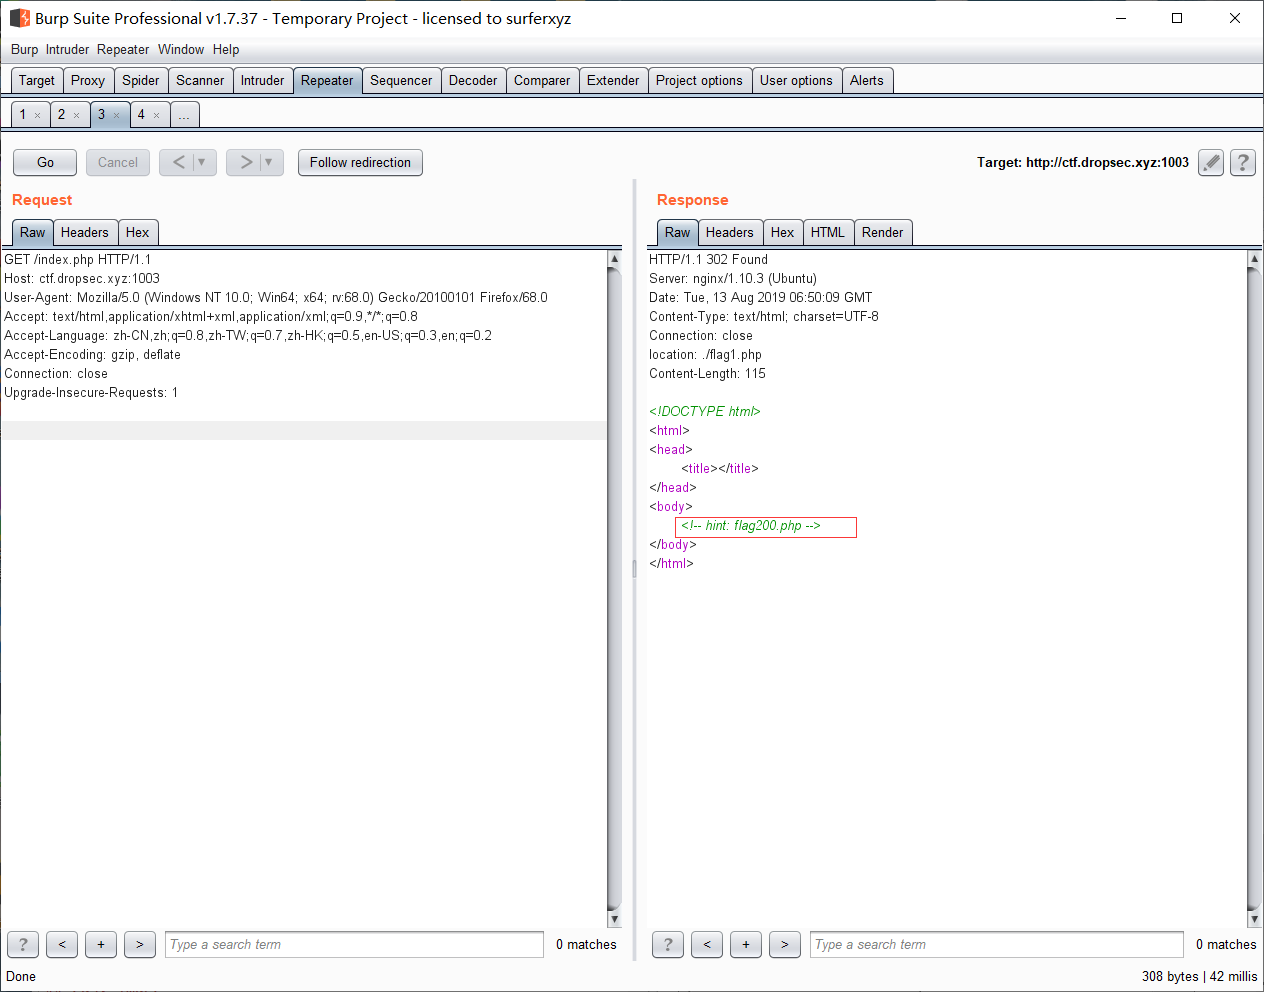 Burp Suite Professional v1.7.37 - Temporary Project - licensed to surferxyz
Burp Intruder Repeater Window Help
Target Proxy Spider Scanner Intruder Repeater Sequencer Decoder Comparer Extender Project options User options Alerts
1 × 2 × 3 × 4 × ...
Go Cancel < ▼ > ▼ Follow redirection Target: http://ctf.dropsec.xyz:1003 ?
Request
Raw Headers Hex
GET /index.php HTTP/1.1
Host: ctf.dropsec.xyz:1003
User-Agent: Mozilla/5.0 (Windows NT 10.0; Win64; x64; rv:68.0) Gecko/20100101 Firefox/68.0
Accept: text/html,application/xhtml+xml,application/xml;q=0.9,*/*;q=0.8
Accept-Language: zh-CN,zh;q=0.8,zh-TW;q=0.7,zh-HK;q=0.5,en-US;q=0.3,en;q=0.2
Accept-Encoding: gzip, deflate
Connection: close
Upgrade-Insecure-Requests: 1
? < + > Type a search term 0 matches
Response
Raw Headers Hex HTML Render
HTTP/1.1 302 Found
Server: nginx/1.10.3 (Ubuntu)
Date: Tue, 13 Aug 2019 06:50:09 GMT
Content-Type: text/html; charset=UTF-8
Connection: close
location: ./flag1.php
Content-Length: 115
<!DOCTYPE html>
<html>
<head>
<title></title>
</head>
<body>
<!-- hint: flag200.php -->
</body>
</html>
? < + > Type a search term 0 matches
Done 308 bytes | 42 millis